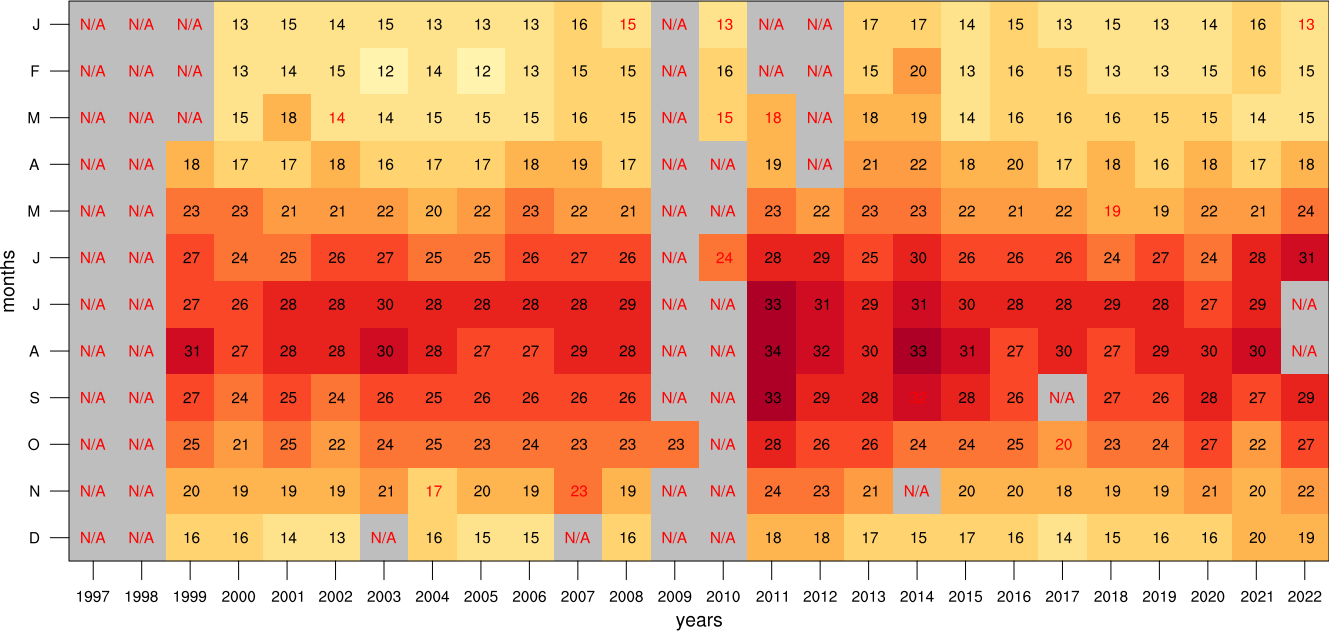 J N/A N/A N/A 13 15 14 15 13 13 13 16 15 N/A 13 N/A N/A 17 17 14 15 13 15 13 14 16 13
F N/A N/A N/A 13 14 15 12 14 12 13 15 15 N/A 16 N/A N/A 15 20 13 16 15 13 13 15 16 15
M N/A N/A N/A 15 18 14 14 15 15 15 16 15 N/A 15 18 N/A 18 19 14 16 16 16 15 15 14 15
A N/A N/A 18 17 17 18 16 17 17 18 19 17 N/A N/A 19 N/A 21 22 18 20 17 18 16 18 17 18
M N/A N/A 23 23 21 21 22 20 22 23 22 21 N/A N/A 23 22 23 23 22 21 22 19 19 22 21 24
J N/A N/A 27 24 25 26 27 25 25 26 27 26 N/A 24 28 29 25 30 26 26 26 24 27 24 28 31
J N/A N/A 27 26 28 28 30 28 28 28 28 29 N/A N/A 33 31 29 31 30 28 28 29 28 27 29 N/A
A N/A N/A 31 27 28 28 30 28 27 27 29 28 N/A N/A 34 32 30 33 31 27 30 27 29 30 30 N/A
S N/A N/A 27 24 25 24 26 25 26 26 26 26 N/A N/A 33 29 28 28 26 N/A 27 26 28 27 29
O N/A N/A 25 21 25 22 24 25 23 24 23 23 23 N/A 28 26 26 24 24 25 20 23 24 27 22 27
N N/A N/A 20 19 19 19 21 17 20 19 23 19 N/A N/A 24 23 21 N/A 20 20 18 19 19 21 20 22
D N/A N/A 16 16 14 13 N/A 16 15 15 N/A 16 N/A N/A 18 18 17 15 17 16 14 15 16 16 20 19
months
1997 1998 1999 2000 2001 2002 2003 2004 2005 2006 2007 2008 2009 2010 2011 2012 2013 2014 2015 2016 2017 2018 2019 2020 2021 2022
years